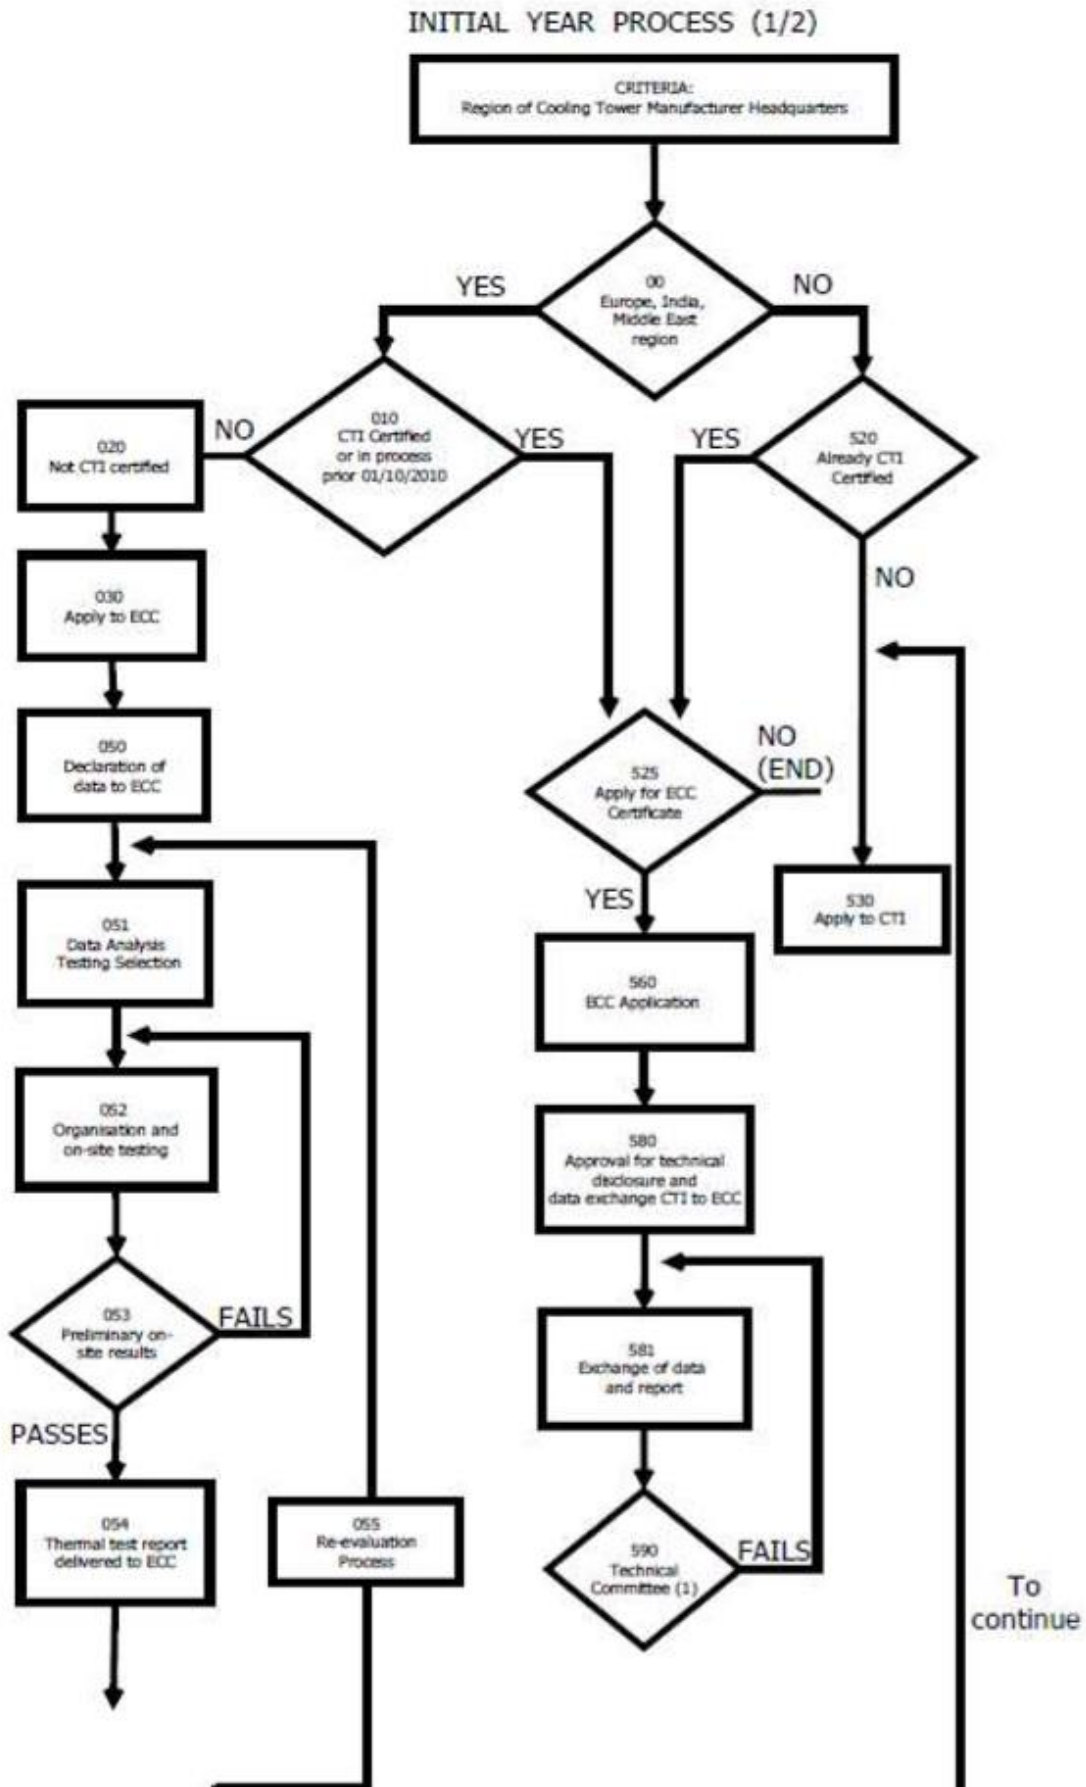 INITIAL YEAR PROCESS (1/2)
CRITERIA:
Region of Cooling Tower Manufacturer Headquarters
YES
NO
00
Europe, India,
Middle East
region
010
CTI Certified
or in process
prior 01/10/2010
NO
YES
YES
520
Already CTI
Certified
020
Not CTI certified
NO
030
Apply to ECC
050
Declaration of
data to ECC
525
Apply for ECC
Certificate
NO
(END)
YES
530
Apply to CTI
051
Data Analysis
Testing Selection
560
ECC Application
052
Organisation and
on-site testing
580
Approval for technical
disclosure and
data exchange CTI to ECC
053
Preliminary on-
site results
FAILS
581
Exchange of data
and report
PASSES
054
Thermal test report
delivered to ECC
055
Re-evaluation
Process
590
Technical
Committee (1)
FAILS
To
continue